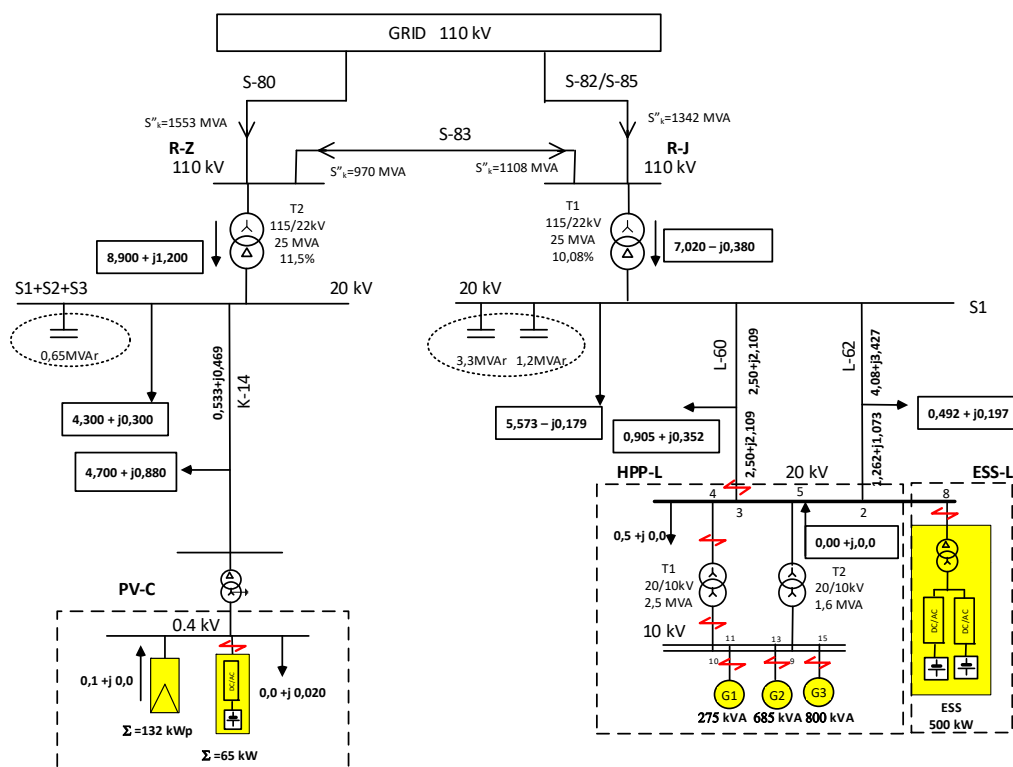 GRID 110 kV
S-80
S-82/S-85
S"k=1553 MVA
S"k=1342 MVA
S-83
R-Z
110 kV
R-J
110 kV
S"k=970 MVA
S"k=1108 MVA
T2
115/22kV
25 MVA
11,5%
T1
115/22kV
25 MVA
10,08%
8,900 + j1,200
7,020 – j0,380
S1+S2+S3
20 kV
20 kV
S1
0,65MVAr
3,3MVAr
1,2MVAr
K-14
0,533+j0,469
L-60
2,50+j2,109
2,50+j2,109
L-62
4,08+j3,427
1,262+j1,073
4,300 + j0,300
5,573 – j0,179
0,905 + j0,352
0,492 + j0,197
4,700 + j0,880
HPP-L
20 kV
ESS-L
4
5
8
3
2
0,5 +j 0,0
0,00 +j,0,0
T1
20/10kV
2,5 MVA
T2
20/10kV
1,6 MVA
DC/AC
DC/AC
10 kV
11
13
15
10
9
G1
G2
G3
275 kVA
685 kVA
800 kVA
ESS
500 kW
PV-C
0.4 kV
0,1 +j 0,0
DC/AC
0,0 +j 0,020
Σ =132 kWp
Σ =65 kW